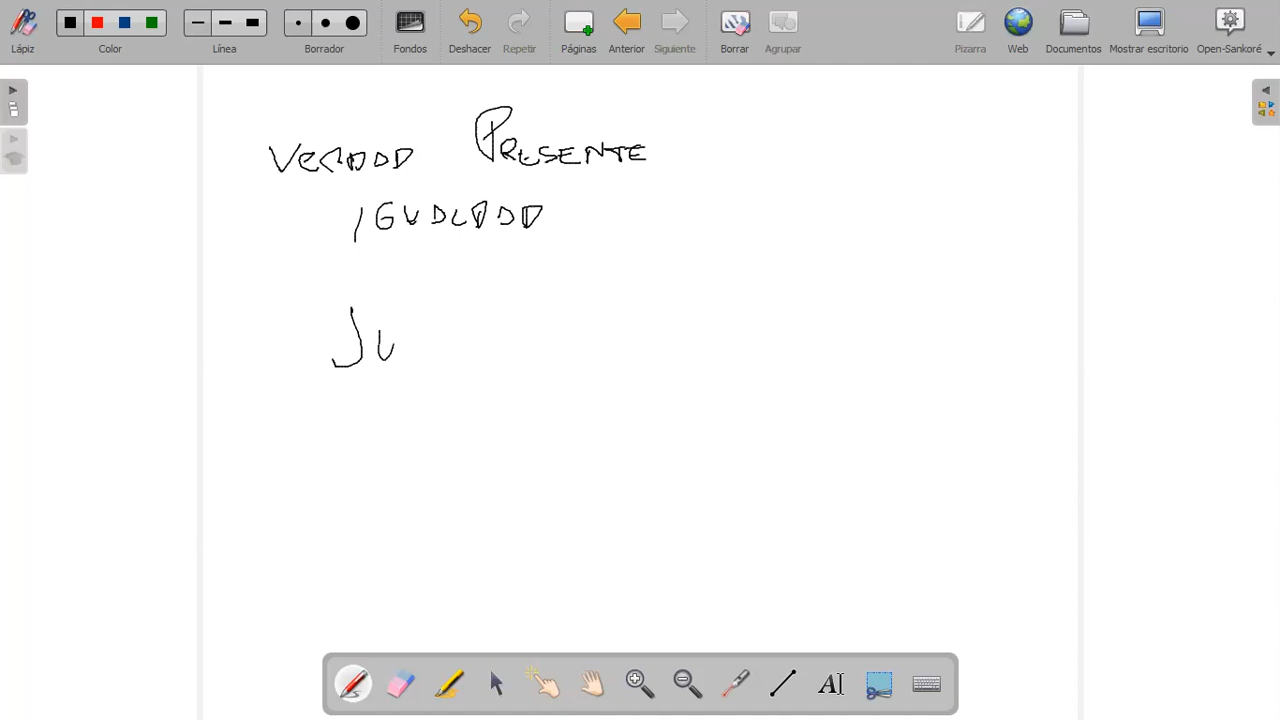 Lápiz Color Línea Borrador Fondos Deshacer Repetir Páginas Anterior Siguiente Borrar Agrupar Pizarra Web Documentos Mostrar escritorio Open-Sankoré
VERDAD PRESENTE
IGUALDAD
JU
AI